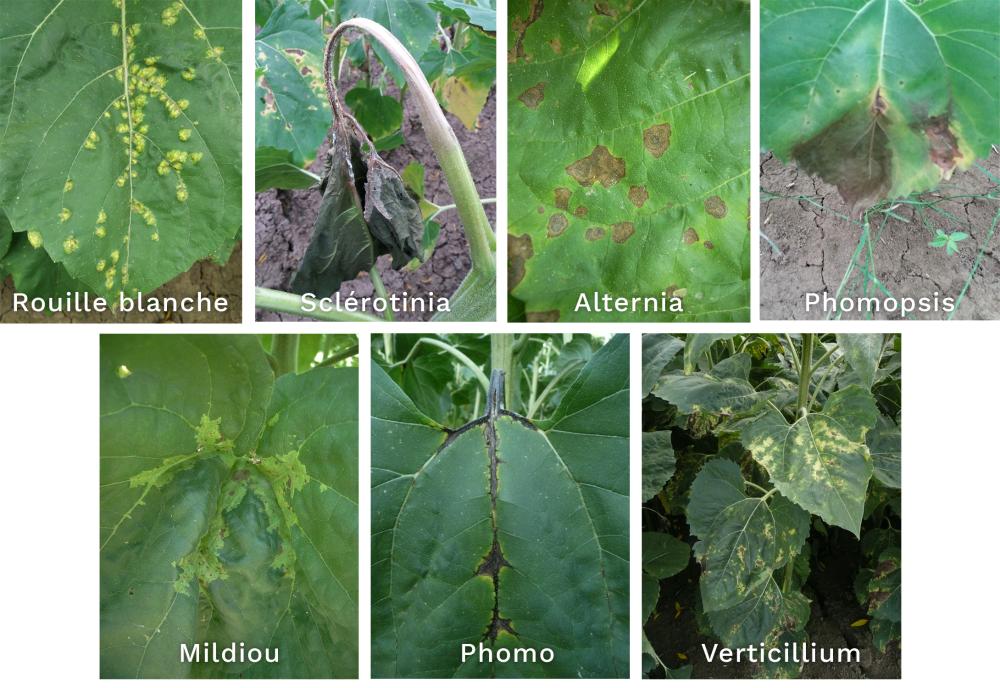 Rouille blanche
Sclérotinia
Alternia
Phomopsis
Mildiou
Phomo
Verticillium